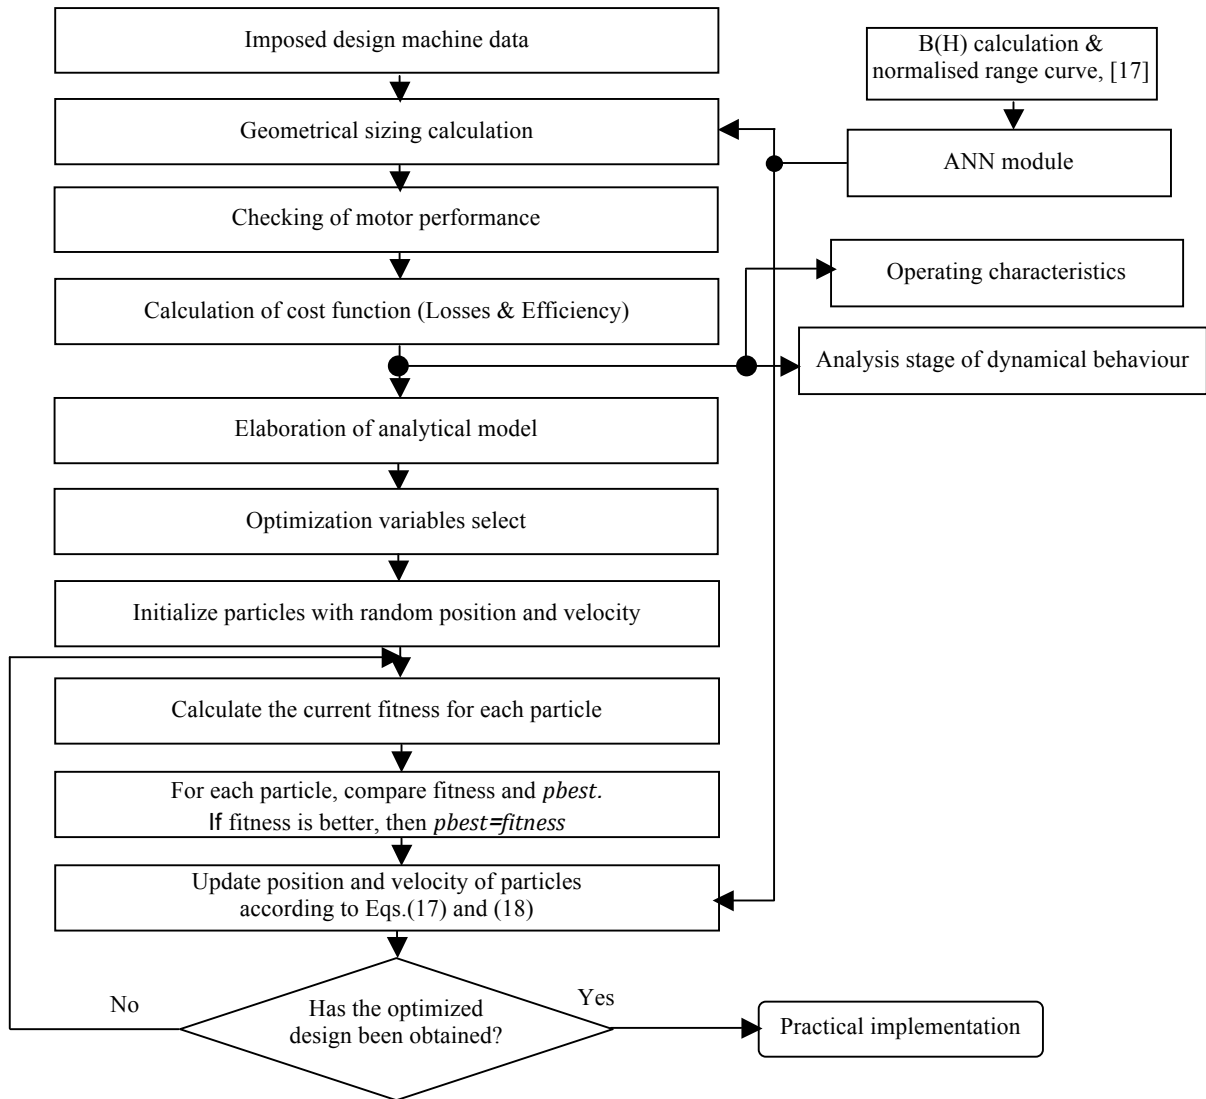 Imposed design machine data
B(H) calculation &
normalised range curve, [17]
Geometrical sizing calculation
ANN module
Checking of motor performance
Operating characteristics
Calculation of cost function (Losses & Efficiency)
Analysis stage of dynamical behaviour
Elaboration of analytical model
Optimization variables select
Initialize particles with random position and velocity
Calculate the current fitness for each particle
For each particle, compare fitness and pbest.
If fitness is better, then pbest=fitness
Update position and velocity of particles
according to Eqs.(17) and (18)
No
Has the optimized
design been obtained?
Yes
Practical implementation